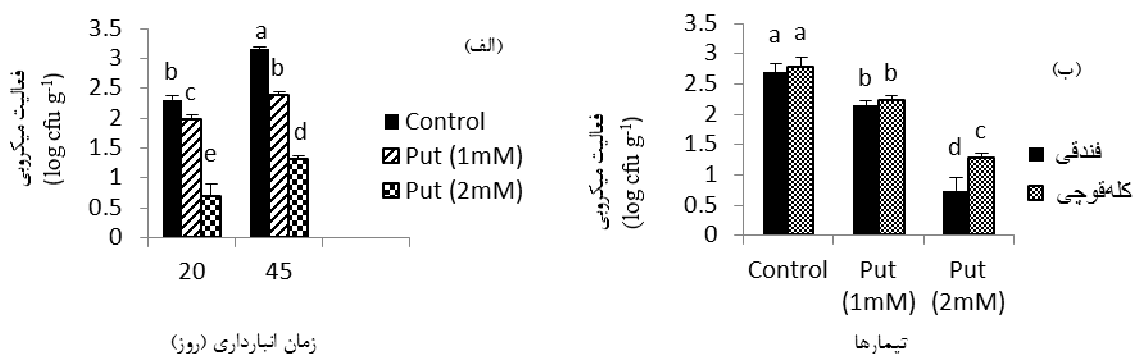 3.5
3
2.5
2
1.5
1
0.5
0
فعالیت میکروبی
(log cfu g⁻¹)
b
c
e
a
b
d
20
45
زمان انبارداری (روز)
(الف)
Control
Put (1mM)
Put (2mM)
3.5
3
2.5
2
1.5
1
0.5
0
فعالیت میکروبی
(log cfu g⁻¹)
a a
b b
d c
Control
Put
(1mM)
Put
(2mM)
تیمارها
(ب)
فندقی
کله‌قوچی